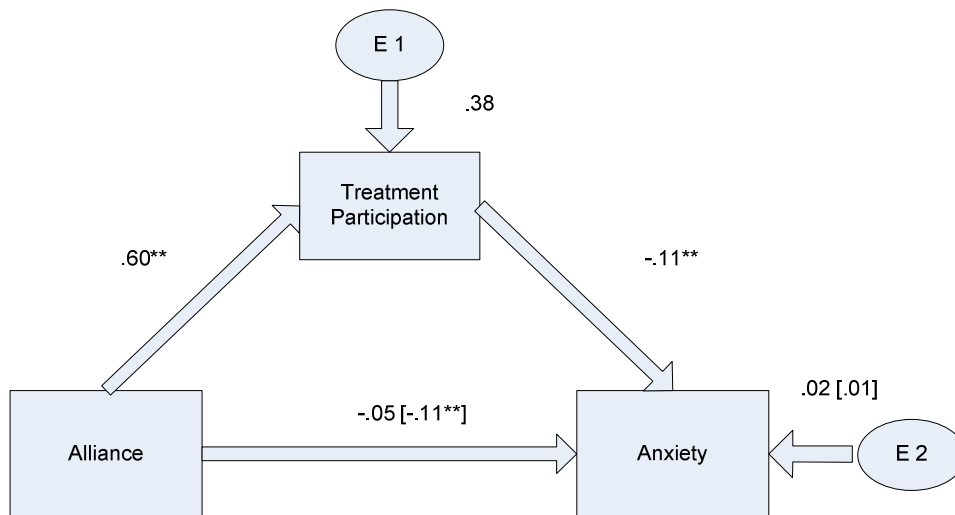 E 1
.38
Treatment
Participation
.60**
-.11**
-.05 [-.11**]
.02 [.01]
Alliance
Anxiety
E 2